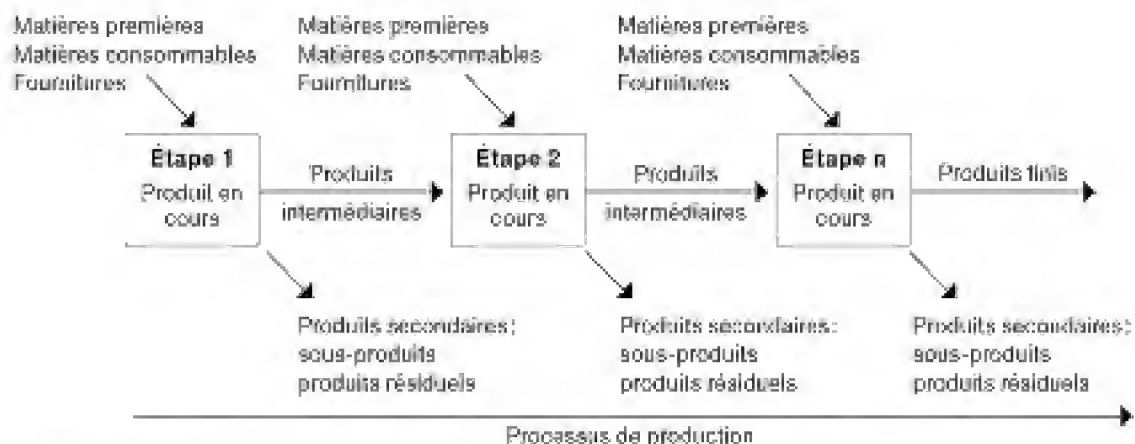 Matières premières
Matières consommables
Fournitures
Matières premières
Matières consommables
Fournitures
Matières premières
Matières consommables
Fournitures
Étape 1
Produit en
cours
Produits
intermédiaires
Étape 2
Produit en
cours
Produits
intermédiaires
Étape n
Produit en
cours
Produits finis
Produits secondaires :
sous-produits
produits résiduels
Produits secondaires :
sous-produits
produits résiduels
Produits secondaires :
sous-produits
produits résiduels
Processus de production